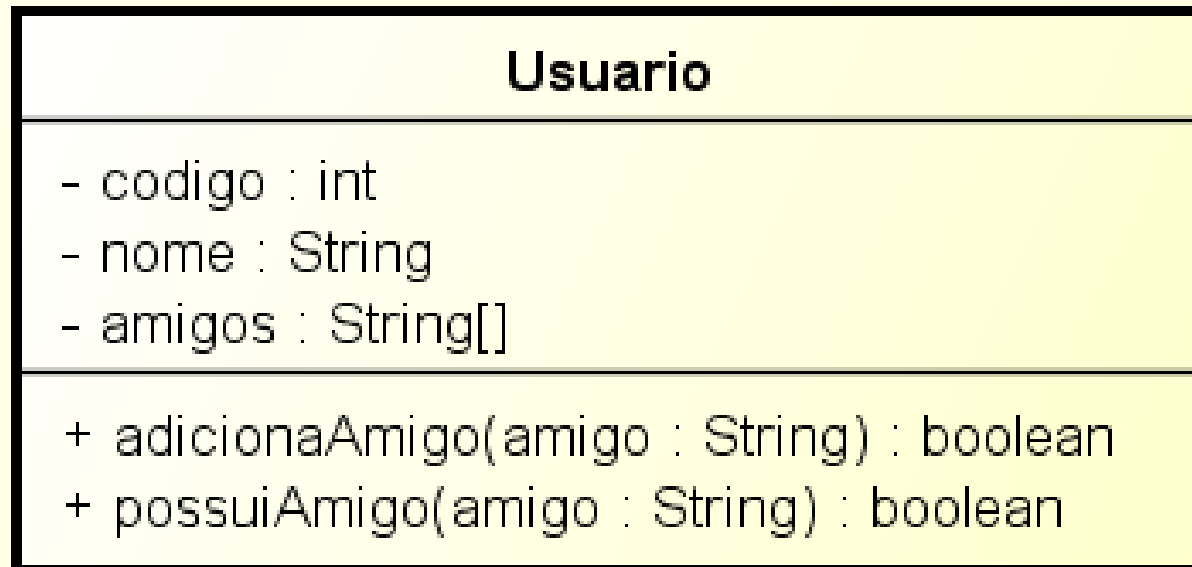 Usuario
- codigo : int
- nome : String
- amigos : String[]
+ adicionaAmigo(amigo : String) : boolean
+ possuiAmigo(amigo : String) : boolean